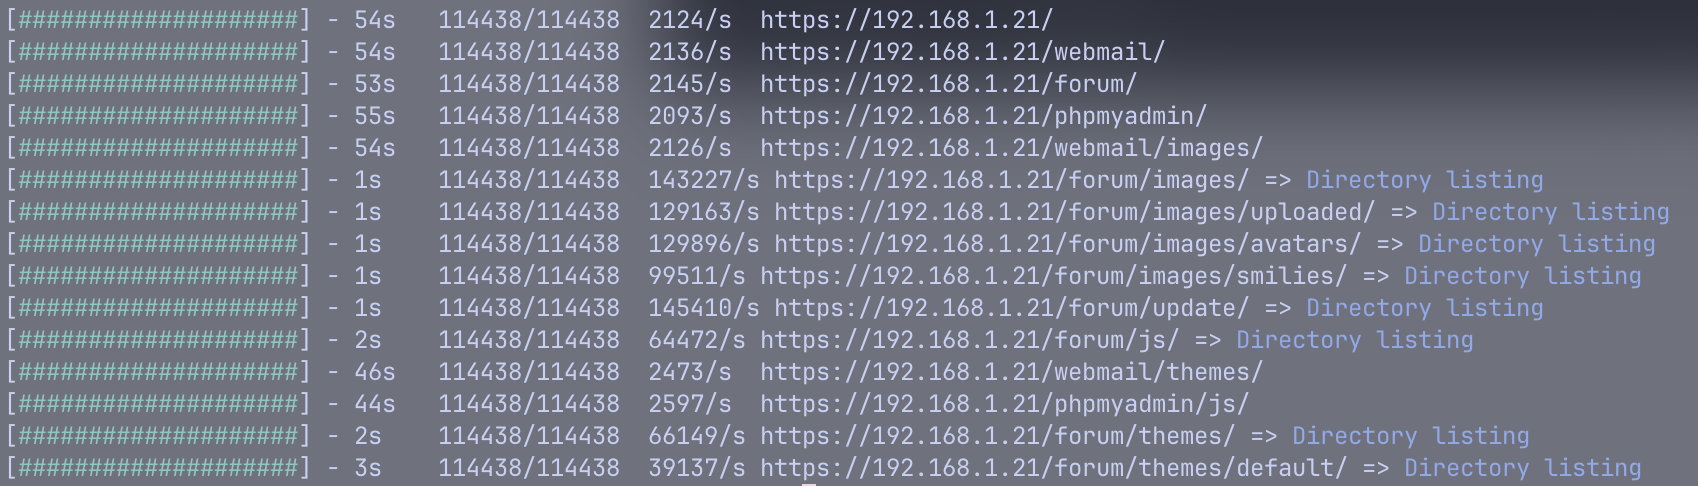 [####################] - 54s   114438/114438  2124/s  https://192.168.1.21/
[####################] - 54s   114438/114438  2136/s  https://192.168.1.21/webmail/
[####################] - 53s   114438/114438  2145/s  https://192.168.1.21/forum/
[####################] - 55s   114438/114438  2093/s  https://192.168.1.21/phpmyadmin/
[####################] - 54s   114438/114438  2126/s  https://192.168.1.21/webmail/images/
[####################] - 1s    114438/114438  143227/s https://192.168.1.21/forum/images/ => Directory listing
[####################] - 1s    114438/114438  129163/s https://192.168.1.21/forum/images/uploaded/ => Directory listing
[####################] - 1s    114438/114438  129896/s https://192.168.1.21/forum/images/avatars/ => Directory listing
[####################] - 1s    114438/114438  99511/s https://192.168.1.21/forum/images/smilies/ => Directory listing
[####################] - 1s    114438/114438  145410/s https://192.168.1.21/forum/update/ => Directory listing
[####################] - 2s    114438/114438  64472/s https://192.168.1.21/forum/js/ => Directory listing
[####################] - 46s   114438/114438  2473/s  https://192.168.1.21/webmail/themes/
[####################] - 44s   114438/114438  2597/s  https://192.168.1.21/phpmyadmin/js/
[####################] - 2s    114438/114438  66149/s https://192.168.1.21/forum/themes/ => Directory listing
[####################] - 3s    114438/114438  39137/s https://192.168.1.21/forum/themes/default/ => Directory listing